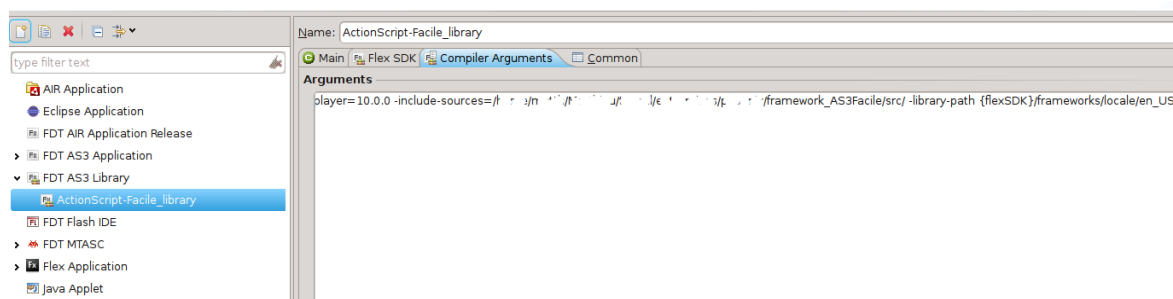 Name: ActionScript-Facile_library
type filter text
Main
Flex SDK
Compiler Arguments
Common
Arguments
player=10.0.0 -include-sources=/framework_AS3Facile/src/ -library-path {flexSDK}/frameworks/locale/en_US
AIR Application
Eclipse Application
FDT AIR Application Release
FDT AS3 Application
FDT AS3 Library
ActionScript-Facile_library
FDT Flash IDE
FDT MTASC
Flex Application
Java Applet